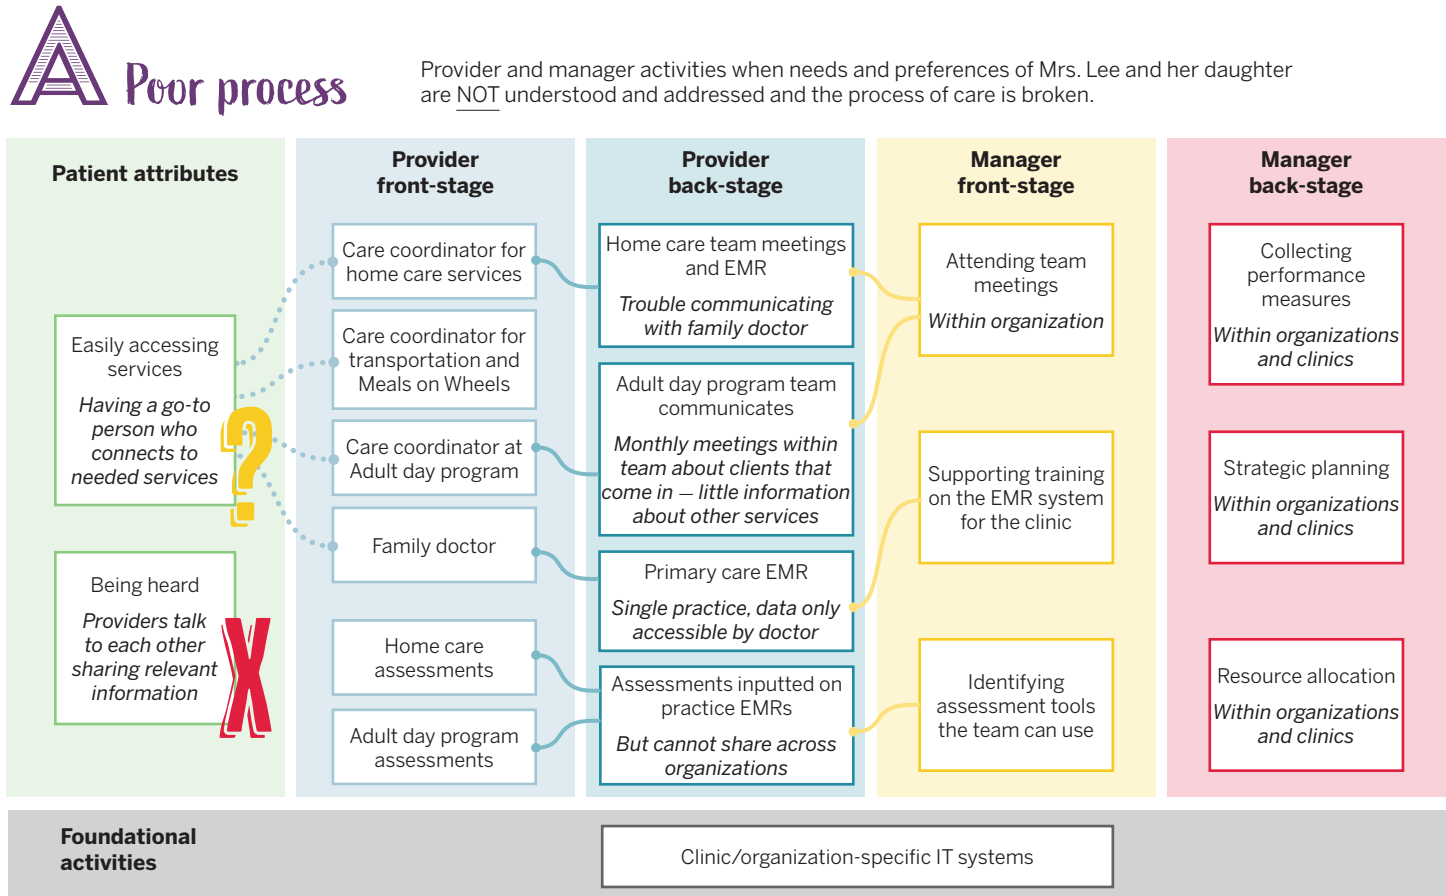 A Poor process
Provider and manager activities when needs and preferences of Mrs. Lee and her daughter
are NOT understood and addressed and the process of care is broken.
Patient attributes
Easily accessing
services
Having a go-to
person who
connects to
needed services
?
Being heard
Providers talk
to each other
sharing relevant
information
X
Provider
front-stage
Care coordinator for
home care services
Care coordinator for
transportation and
Meals on Wheels
Care coordinator at
Adult day program
Family doctor
Home care
assessments
Adult day program
assessments
Provider
back-stage
Home care team meetings
and EMR
Trouble communicating
with family doctor
Adult day program team
communicates
Monthly meetings within
team about clients that
come in – little information
about other services
Primary care EMR
Single practice, data only
accessible by doctor
Assessments inputted on
practice EMRs
But cannot share across
organizations
Manager
front-stage
Attending team
meetings
Within organization
Supporting training
on the EMR system
for the clinic
Identifying
assessment tools
the team can use
Manager
back-stage
Collecting
performance
measures
Within organizations
and clinics
Strategic planning
Within organizations
and clinics
Resource allocation
Within organizations
and clinics
Foundational
activities
Clinic/organization-specific IT systems